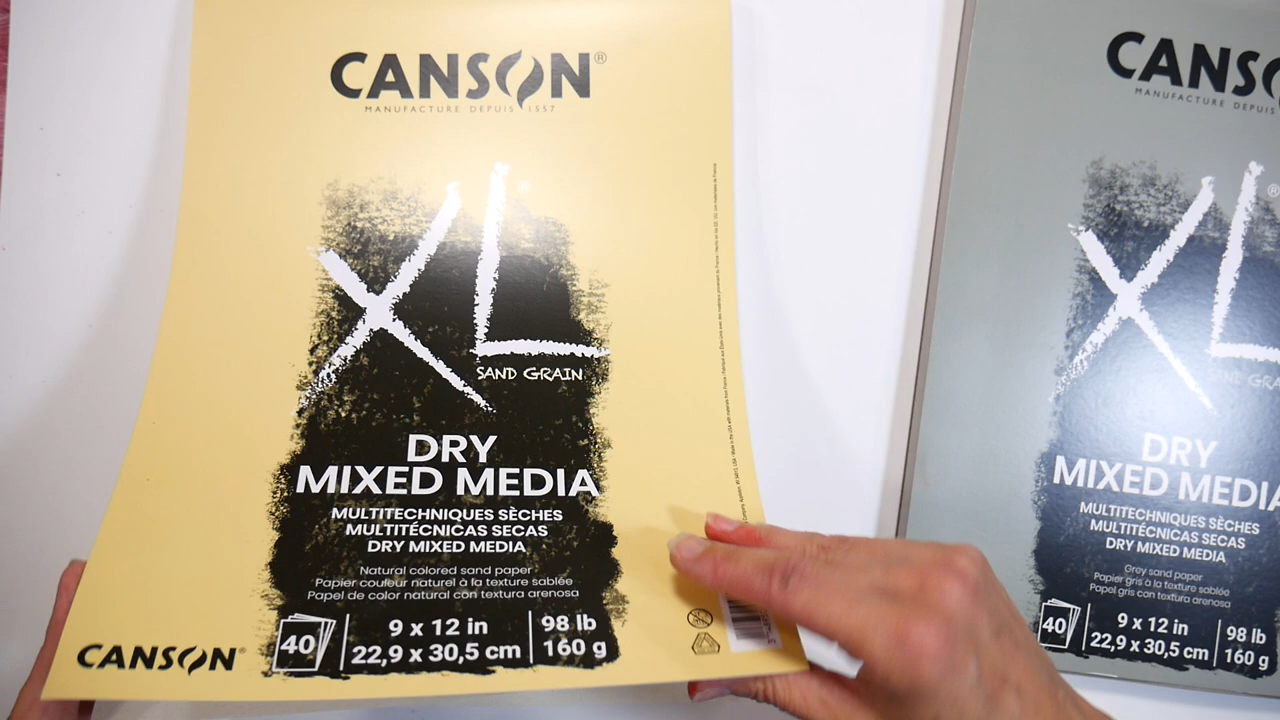 CANSON®
MANUFACTURE DEPUIS 1557
XL
SAND GRAIN
DRY
MIXED MEDIA
MULTITECHNIQUES SÈCHES
MULTITÉCNICAS SECAS
DRY MIXED MEDIA
Natural colored sand paper
Papier couleur naturel à la texture sablée
Papel de color natural con textura arenosa
40
9 x 12 in
22,9 x 30,5 cm
98 lb
160 g
CANSON®
CANSO
MANUFACTURE DEPUIS
XL®
DRY
MIXED MEDIA
MULTITECHNIQUES SÈCHES
MULTITÉCNICAS SECAS
DRY MIXED MEDIA
Grey sand paper
Papier gris à la texture sablée
Papel gris con textura arenosa
40
9 x 12 in
22,9 x 30,5 cm
98 lb
160 g